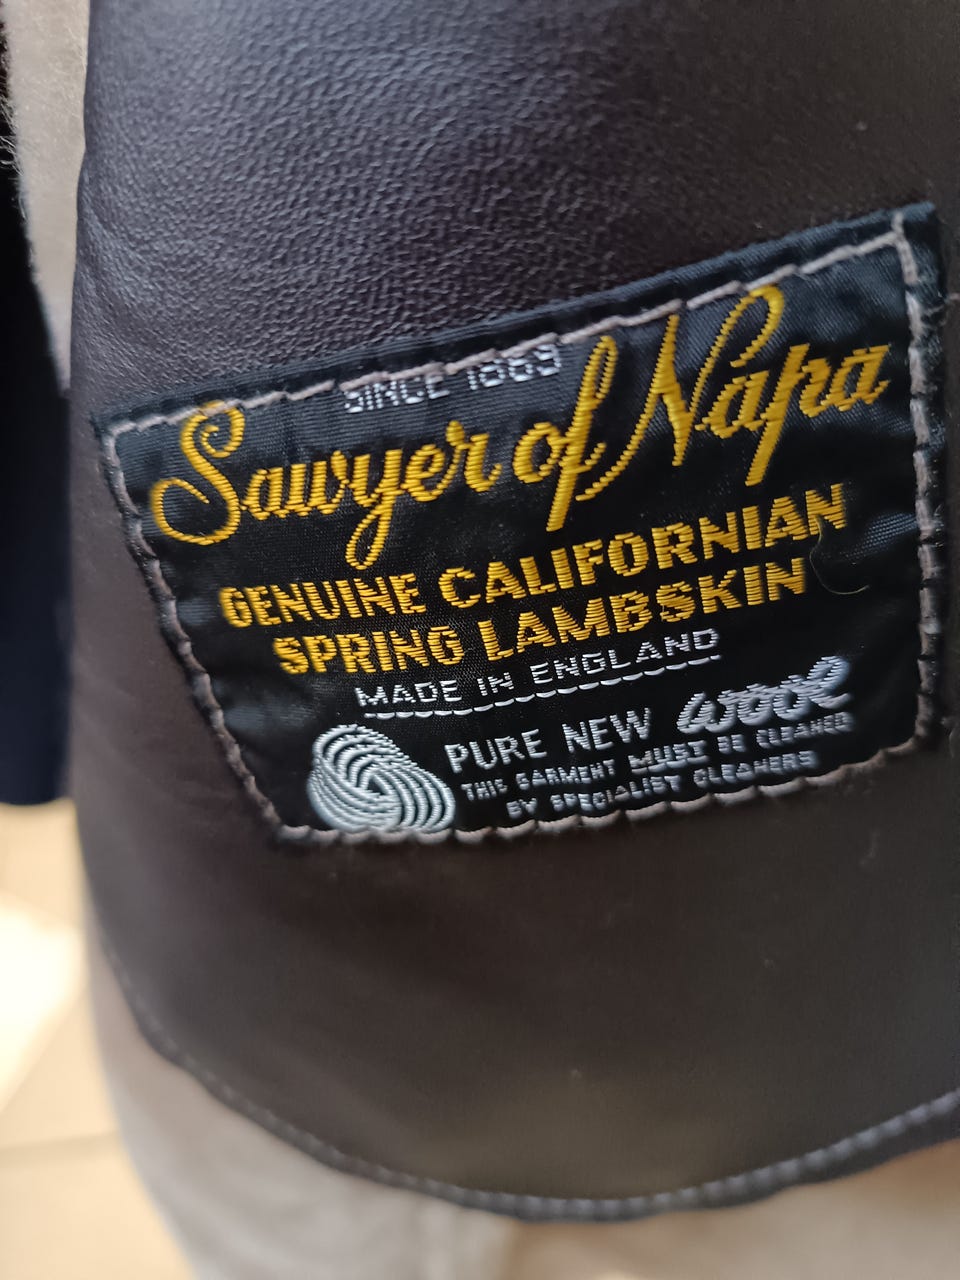 SINCE 1869
Sawyer of Napa
GENUINE CALIFORNIAN
SPRING LAMBSKIN
MADE IN ENGLAND
PURE NEW wool
THIS GARMENT MUST BE CLEANED
BY SPECIALIST CLEANERS